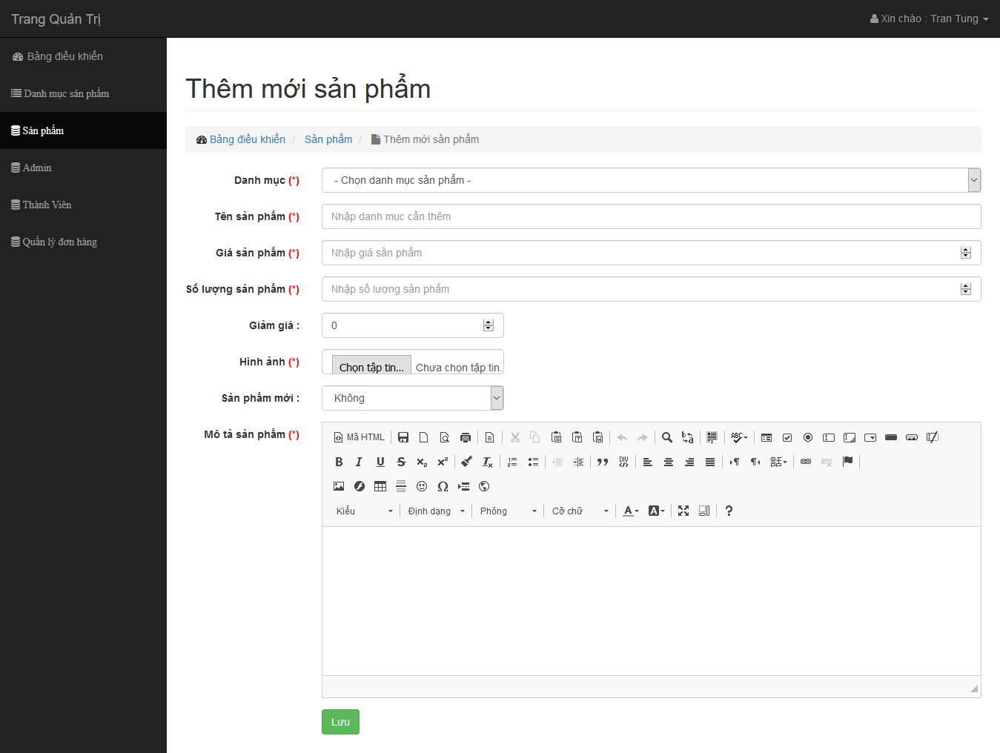 Trang Quản Trị
Xin chào : Tran Tung
Bảng điều khiển
Danh mục sản phẩm
Sản phẩm
Admin
Thành Viên
Quẩn lý đơn hàng
Thêm mới sản phẩm
Bảng điều khiển / Sản phẩm / Thêm mới sản phẩm
Danh mục (*) - Chọn danh mục sản phẩm -
Tên sản phẩm (*) Nhập danh mục cần thêm
Giá sản phẩm (*) Nhập giá sản phẩm
Số lượng sản phẩm (*) Nhập số lượng sản phẩm
Giảm giá : 0
Hình ảnh (*) Chọn tập tin... Chưa chọn tập tin.
Sản phẩm mới : Không
Mô tả sản phẩm (*) Mã HTML
Kiểu Định dạng Phông Cỡ chữ
Lưu